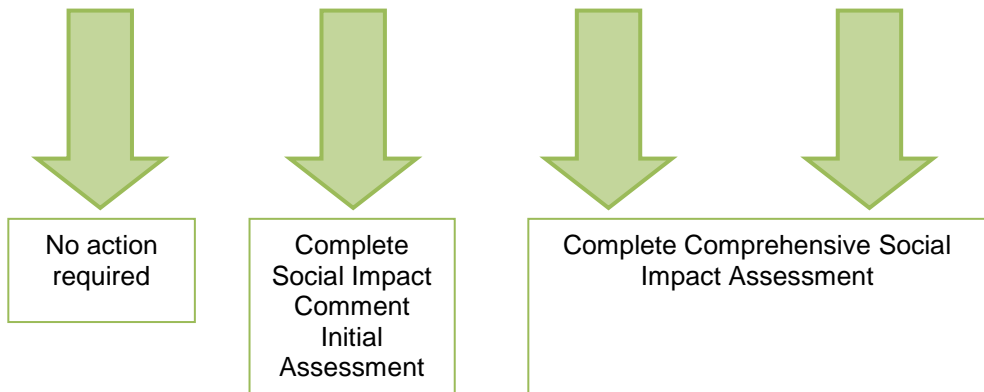 No action
required
Complete
Social Impact
Comment
Initial
Assessment
Complete Comprehensive Social
Impact Assessment